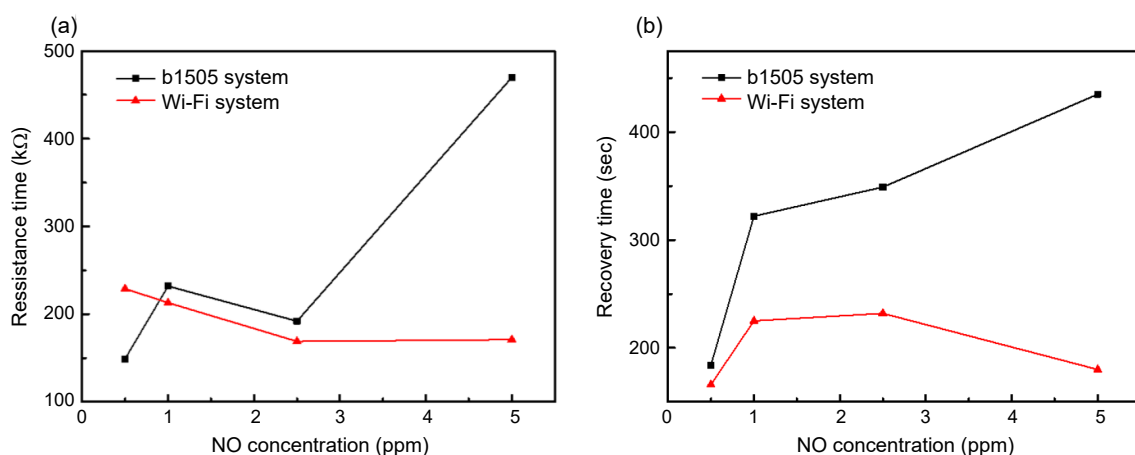 (a)
500
400
300
200
100
Ressistance time (kΩ)
b1505 system
Wi-Fi system
0
1
2
3
4
5
NO concentration (ppm)
(b)
400
300
200
Recovery time (sec)
b1505 system
Wi-Fi system
0
1
2
3
4
5
NO concentration (ppm)